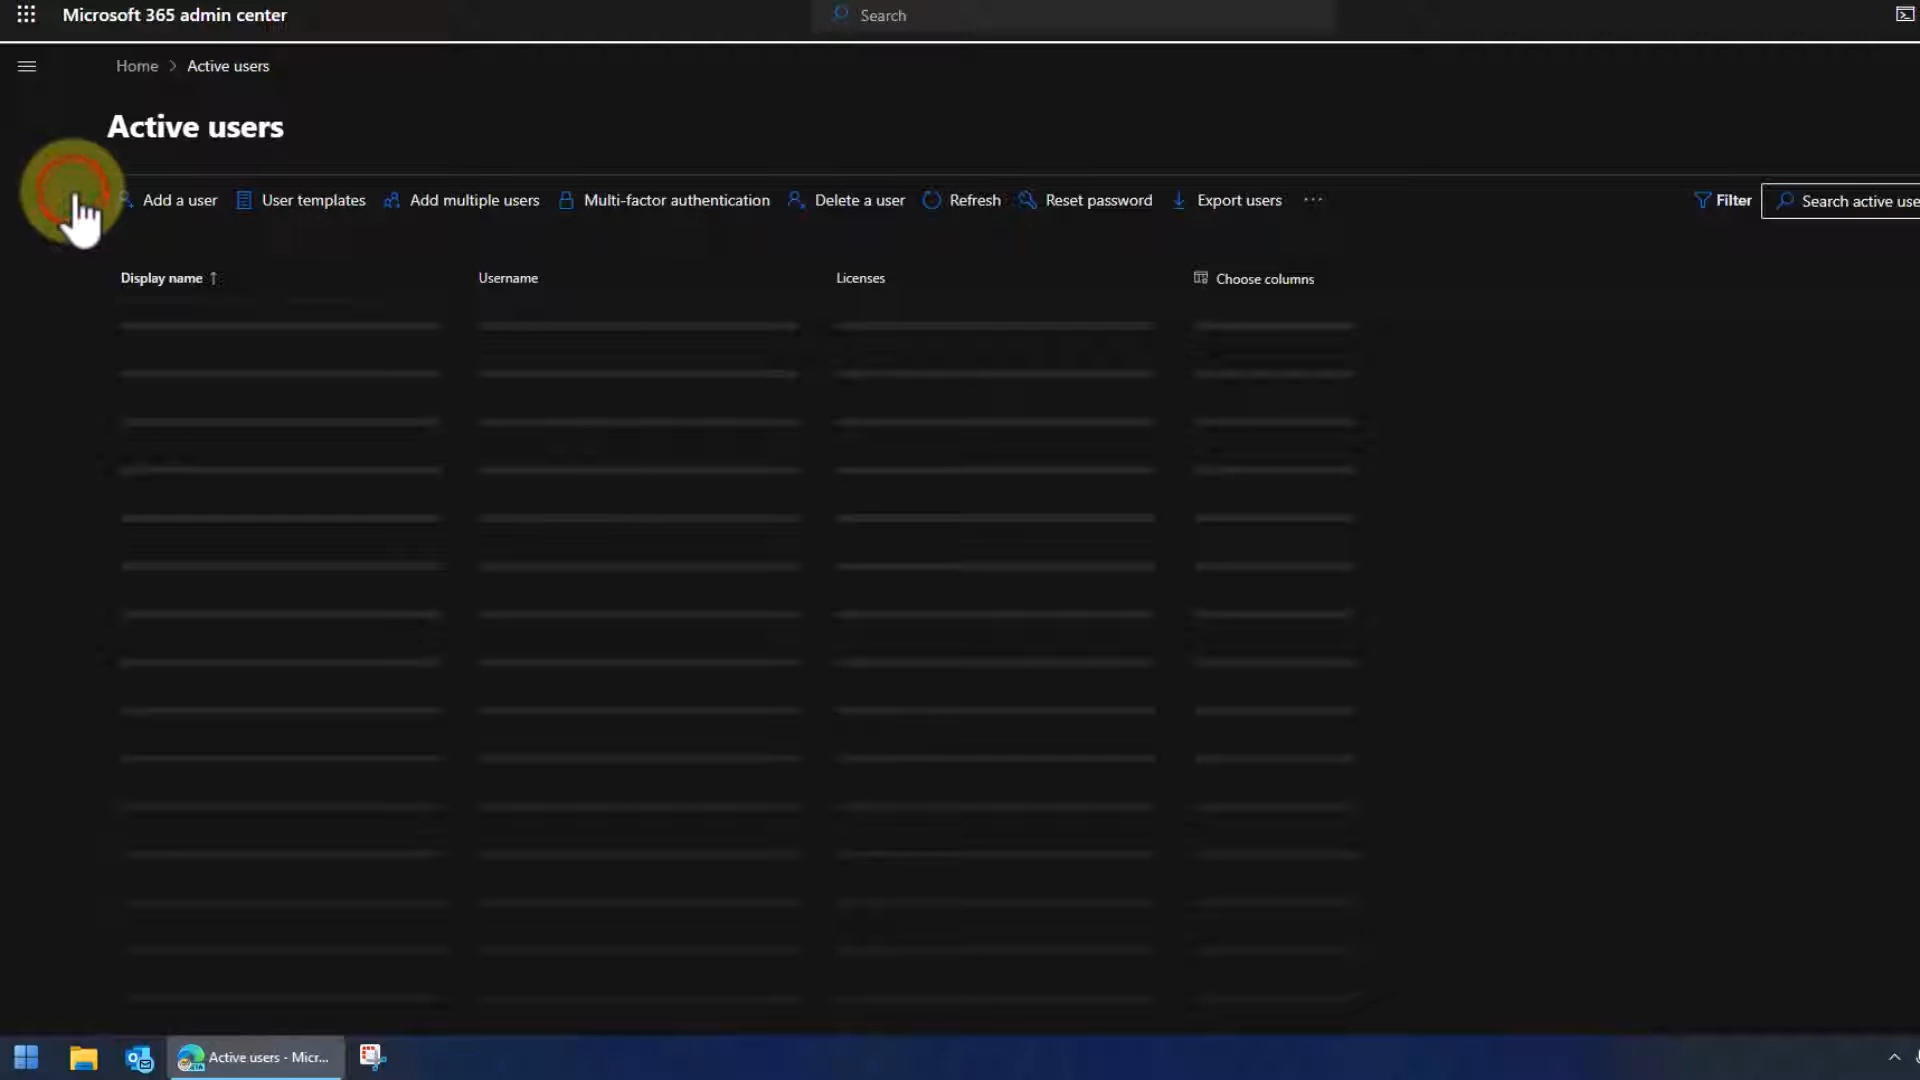 Microsoft 365 admin center
Search
Home > Active users
Active users
Add a user
User templates
Add multiple users
Multi-factor authentication
Delete a user
Refresh
Reset password
Export users
Filter
Search active use
Display name ↑
Username
Licenses
Choose columns
Active users - Micr...